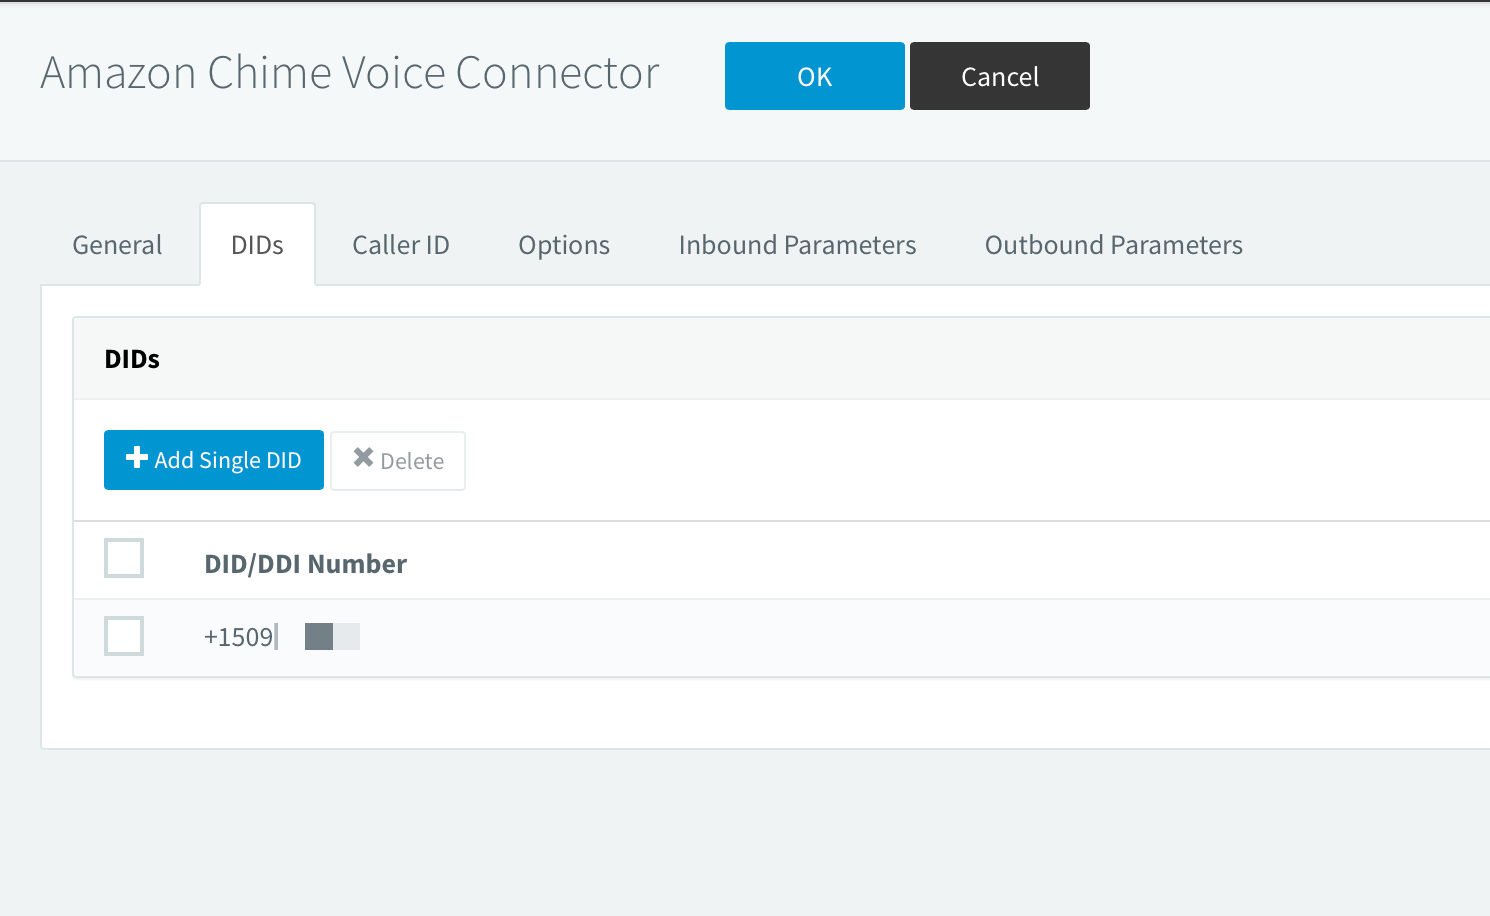 Amazon Chime Voice Connector
OK
Cancel
General
DIDs
Caller ID
Options
Inbound Parameters
Outbound Parameters
DIDs
Add Single DID
Delete
DID/DDI Number
+1509